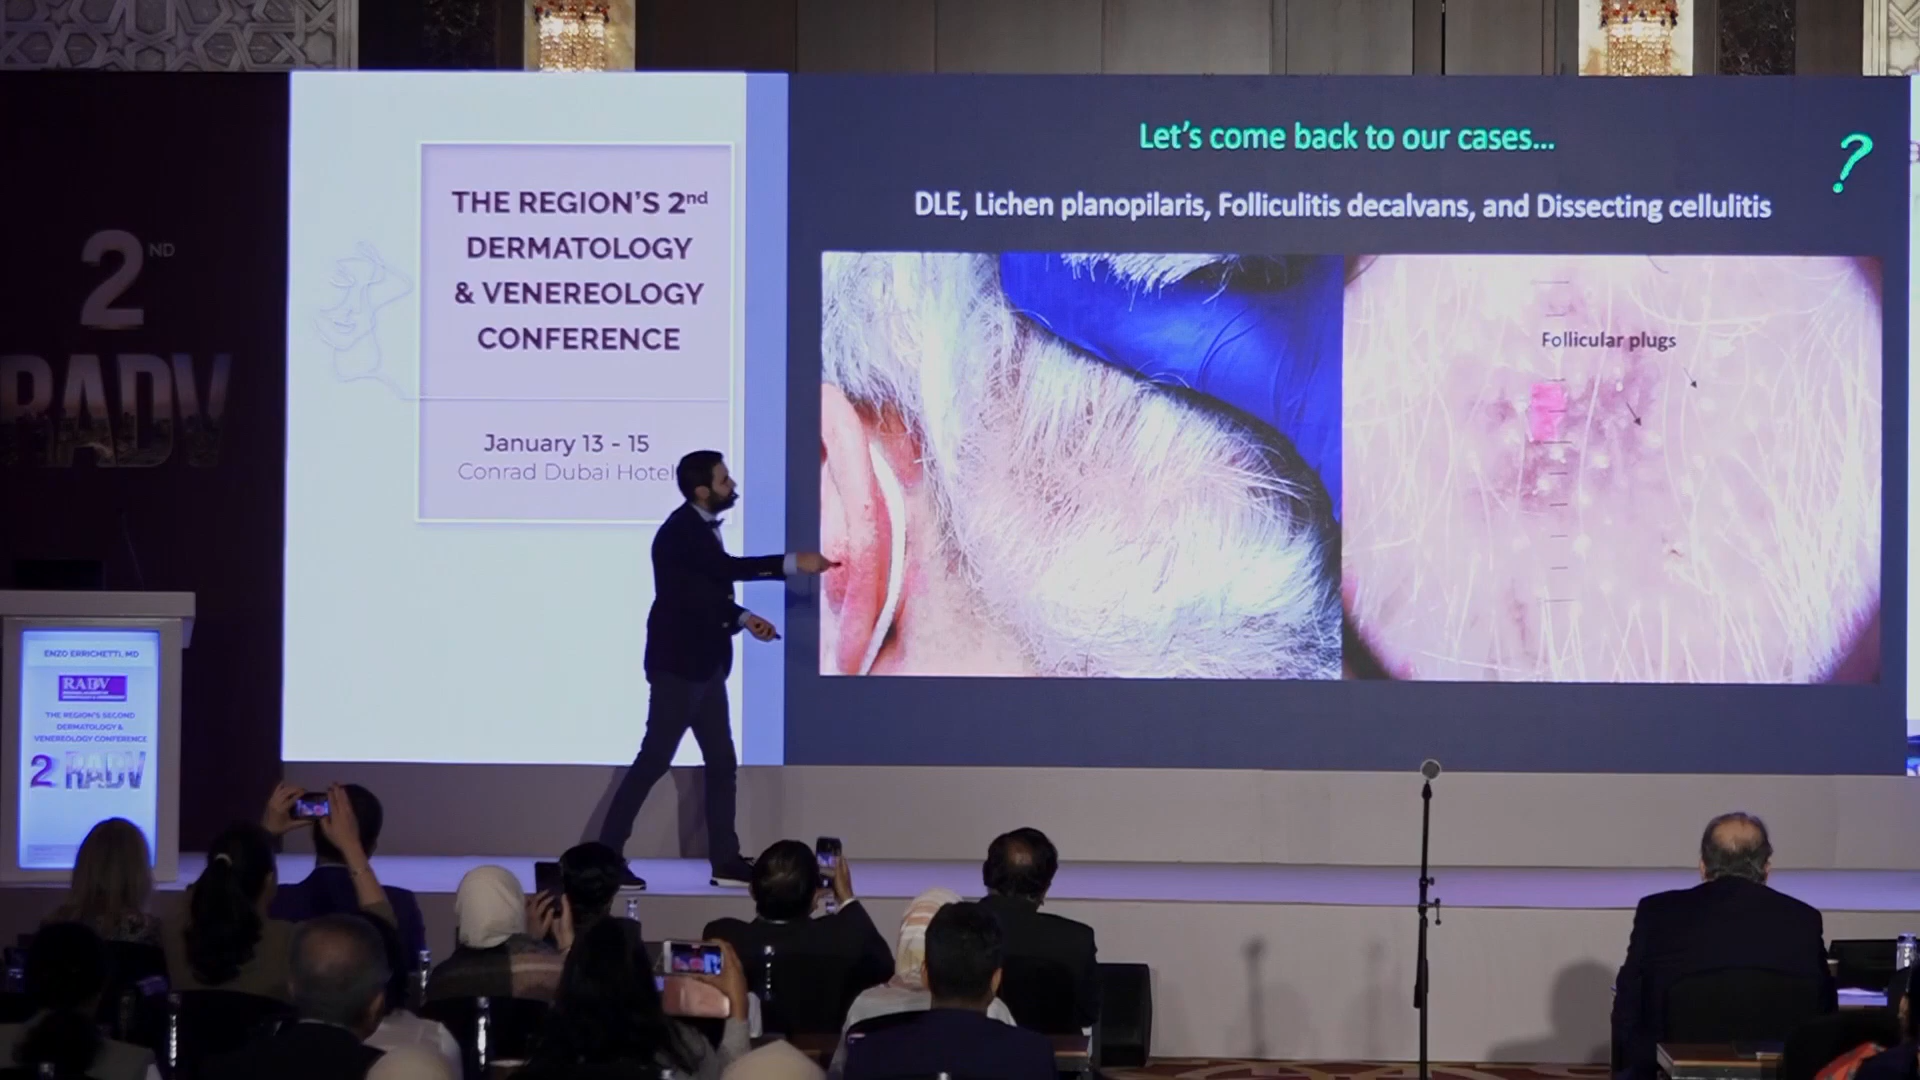 2ND
RADV
THE REGION'S 2nd
DERMATOLOGY
& VENEREOLOGY
CONFERENCE
January 13 - 15
Conrad Dubai Hotel
Let's come back to our cases...
?
DLE, Lichen planopilaris, Folliculitis decalvans, and Dissecting cellulitis
Follicular plugs
ENZO ERRICHETTI, MD
RADV
THE REGION'S SECOND
DERMATOLOGY &
VENEREOLOGY CONFERENCE
2 RADV